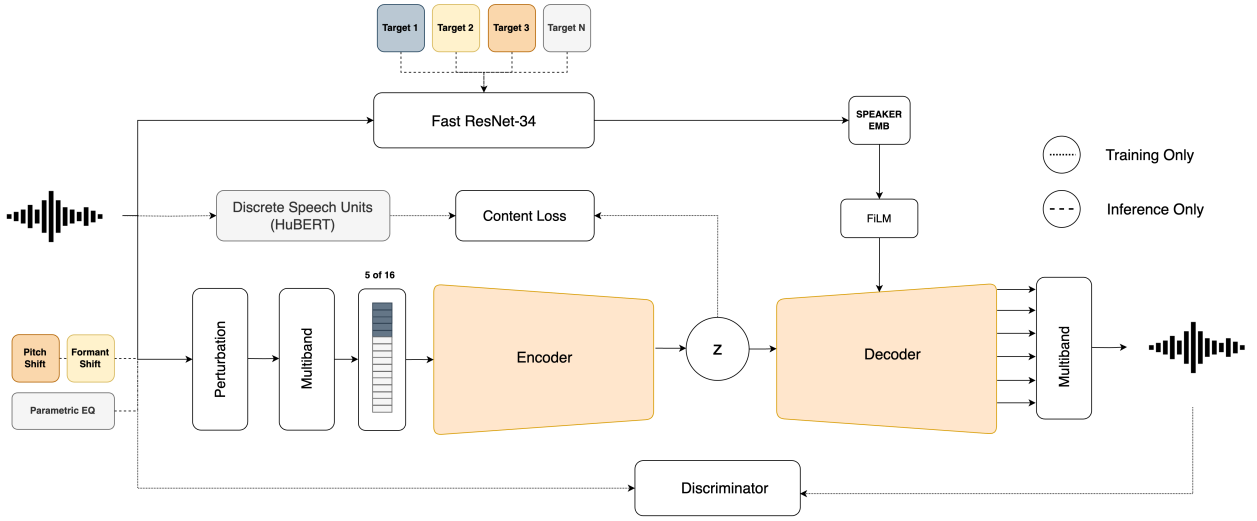 Target 1
Target 2
Target 3
Target N
Fast ResNet-34
SPEAKER
EMB
Training Only
Discrete Speech Units
(HuBERT)
Content Loss
FiLM
Inference Only
5 of 16
Pitch
Shift
Formant
Shift
Parametric EQ
Perturbation
Multiband
Encoder
Z
Decoder
Multiband
Discriminator